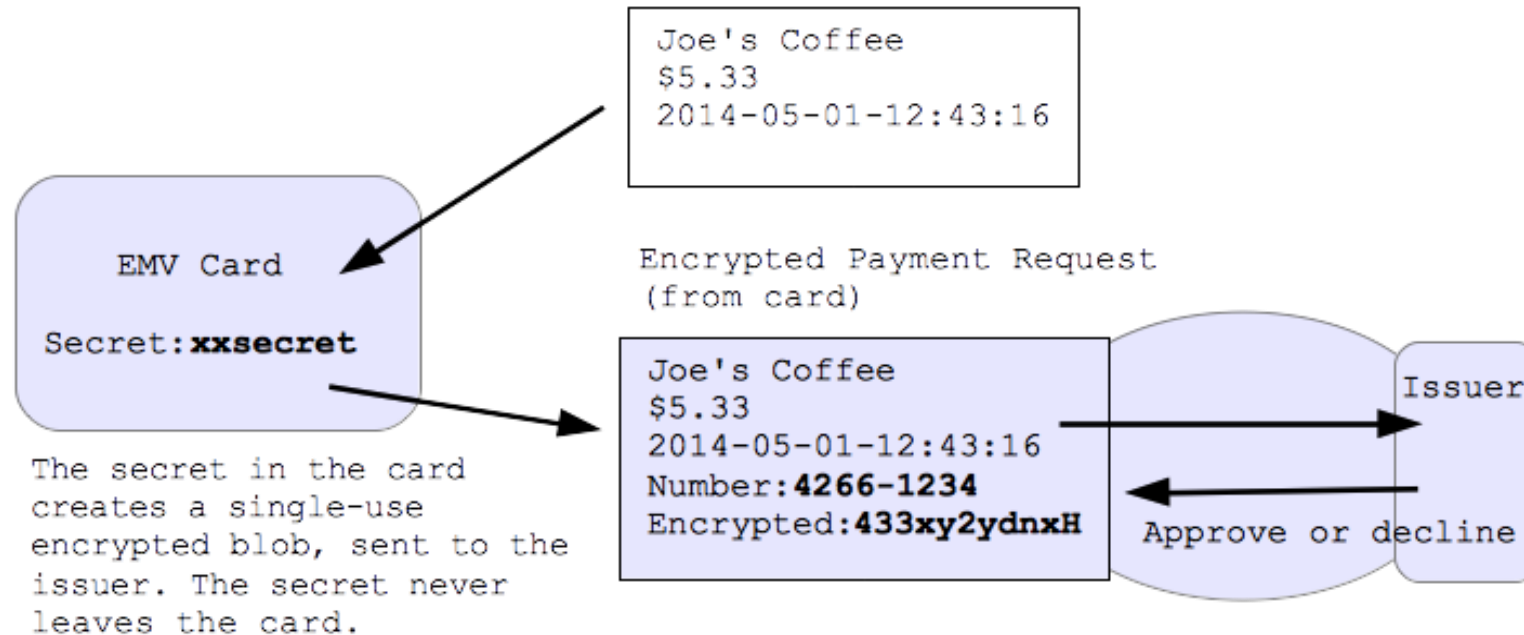 Joe's Coffee
$5.33
2014-05-01-12:43:16
EMV Card
Secret:xxsecret
The secret in the card
creates a single-use
encrypted blob, sent to the
issuer. The secret never
leaves the card.
Encrypted Payment Request
(from card)
Joe's Coffee
$5.33
2014-05-01-12:43:16
Number:4266-1234
Encrypted:433xy2ydnxH
Issuer
Approve or decline